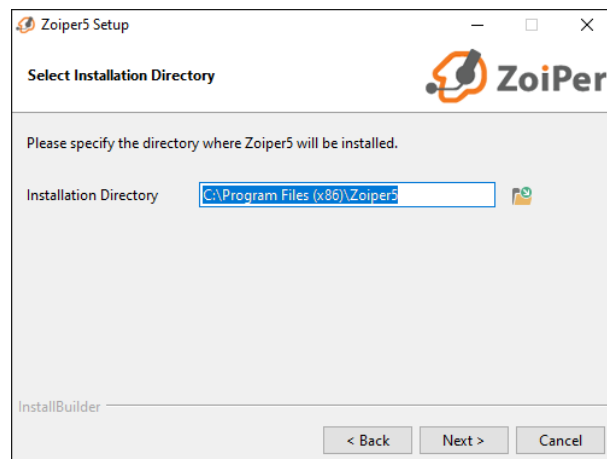 Zoiper5 Setup
Select Installation Directory
ZoiPer
Please specify the directory where Zoiper5 will be installed.
Installation Directory C:\Program Files (x86)\Zoiper5
InstallBuilder
< Back Next > Cancel